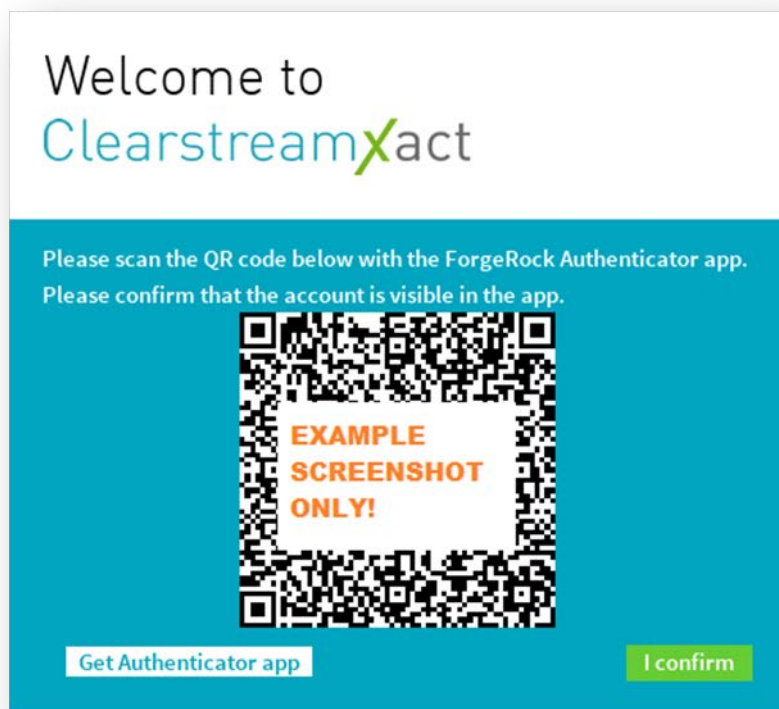 Welcome to
ClearstreamXact
Please scan the QR code below with the ForgeRock Authenticator app.
Please confirm that the account is visible in the app.
EXAMPLE
SCREENSHOT
ONLY!
Get Authenticator app
I confirm